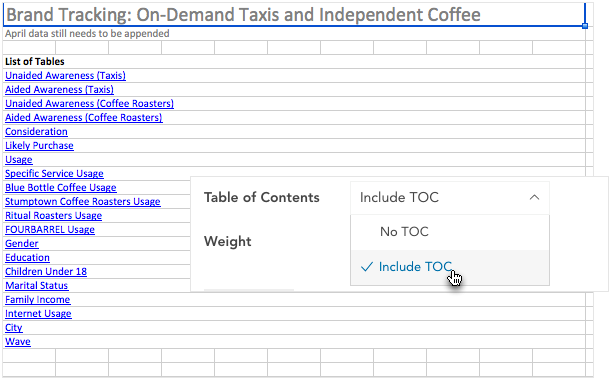 Brand Tracking: On-Demand Taxis and Independent Coffee
April data still needs to be appended
List of Tables
Unaided Awareness (Taxis)
Aided Awareness (Taxis)
Unaided Awareness (Coffee Roasters)
Aided Awareness (Coffee Roasters)
Consideration
Likely Purchase
Usage
Specific Service Usage
Blue Bottle Coffee Usage
Stumptown Coffee Roasters Usage
Ritual Roasters Usage
FOURBARREL Usage
Gender
Education
Children Under 18
Marital Status
Family Income
Internet Usage
City
Wave
Table of Contents
Include TOC
No TOC
Include TOC
Weight